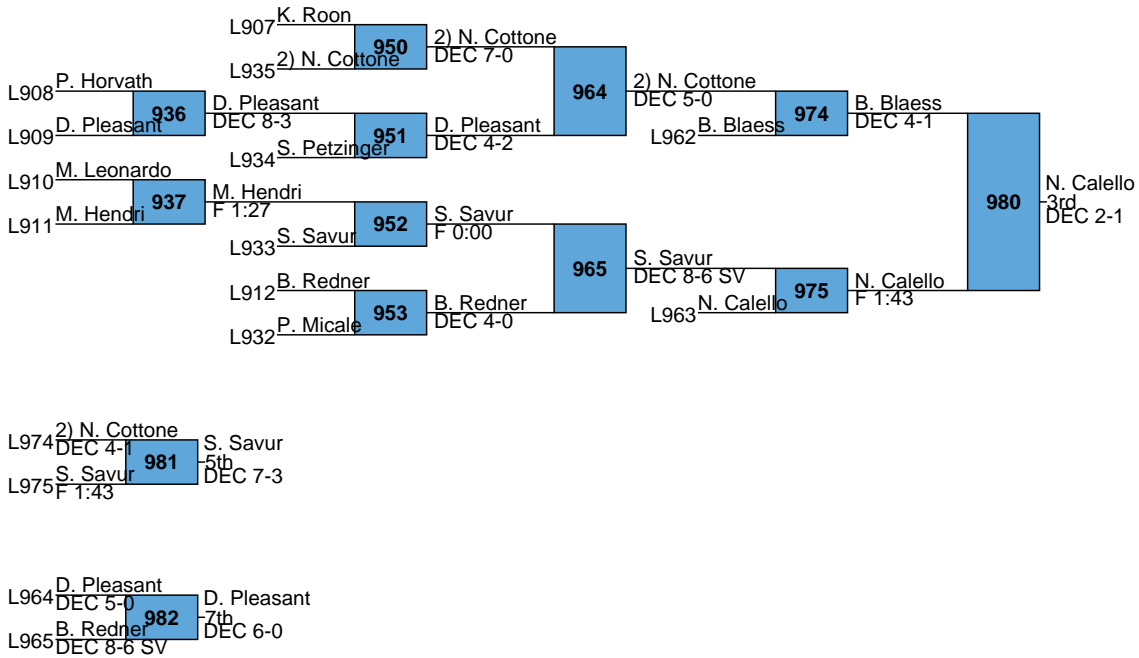 K. Roon
L907
950
2) N. Cottone
DEC 7-0
2) N. Cottone
L935
964
2) N. Cottone
DEC 5-0
P. Horvath
L908
936
D. Pleasant
DEC 8-3
D. Pleasant
L909
951
D. Pleasant
DEC 4-2
S. Petzinger
L934
974
B. Blaess
DEC 4-1
B. Blaess
L962
M. Leonardo
L910
937
M. Hendri
F 1:27
M. Hendri
L911
952
S. Savur
F 0:00
S. Savur
L933
980
N. Calello
3rd
DEC 2-1
965
S. Savur
DEC 8-6 SV
B. Redner
L912
953
B. Redner
DEC 4-0
P. Micale
L932
975
N. Calello
F 1:43
N. Calello
L963
2) N. Cottone
L974
DEC 4-1
981
S. Savur
5th
DEC 7-3
S. Savur
L975
F 1:43
D. Pleasant
L964
DEC 5-0
982
D. Pleasant
7th
DEC 6-0
B. Redner
L965
DEC 8-6 SV